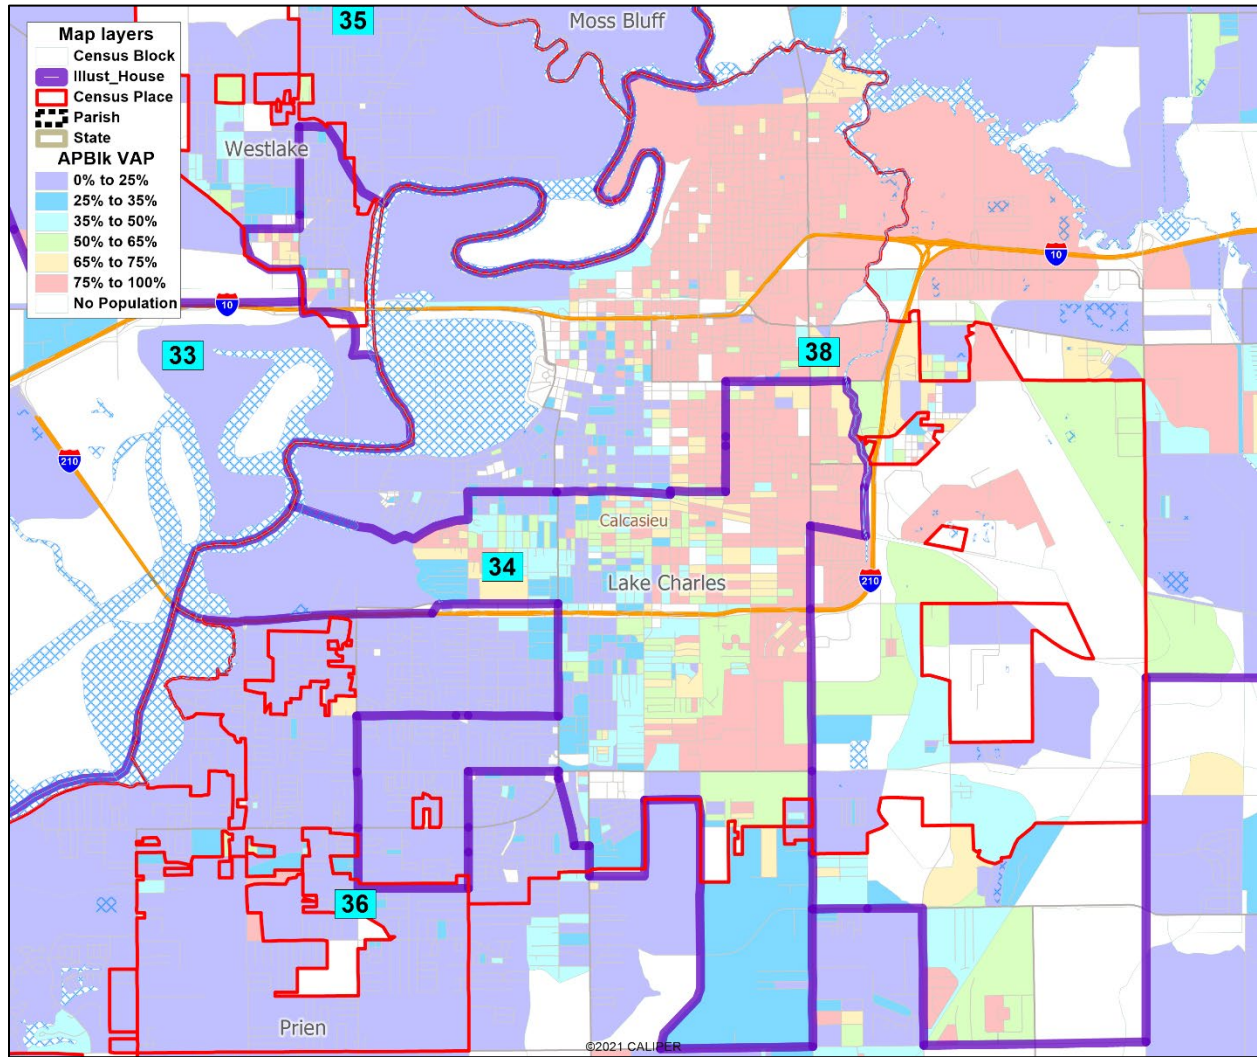 35
Moss Bluff
Map layers
Census Block
Illust_House
Census Place
Parish
State
APBlk VAP
0% to 25%
25% to 35%
35% to 50%
50% to 65%
65% to 75%
75% to 100%
No Population
Westlake
10
10
33
38
210
Calcasieu
34
Lake Charles
210
36
Prien
©2021 CALIPER